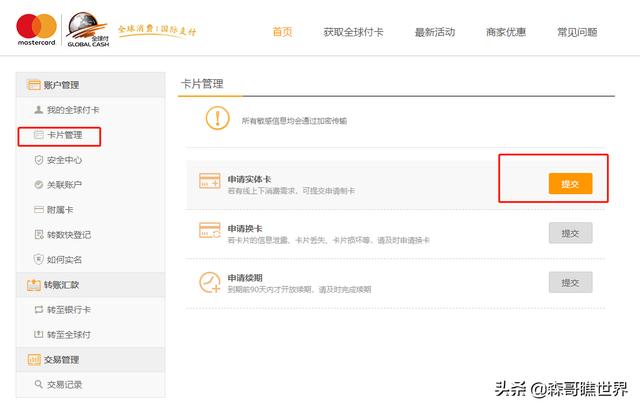 mastercard
全球付
GLOBAL CASH
全球消费 | 国际支付
首页 获取全球付卡 最新活动 商家优惠 常见问题
账户管理
我的全球付卡
卡片管理
安全中心
关联账户
附属卡
转数快登记
如何实名
转账汇款
转至银行卡
转至全球付
交易管理
交易记录
卡片管理
所有敏感信息均会通过加密传输
申请实体卡
若有线上下消费需求，可提交申请制卡
提交
申请换卡
若卡片的信息泄露、卡片丢失、卡片损坏等，请及时申请换卡
提交
申请续期
到期前90天内才开放续期，请及时完成续期
提交
头条 @森哥瞧世界